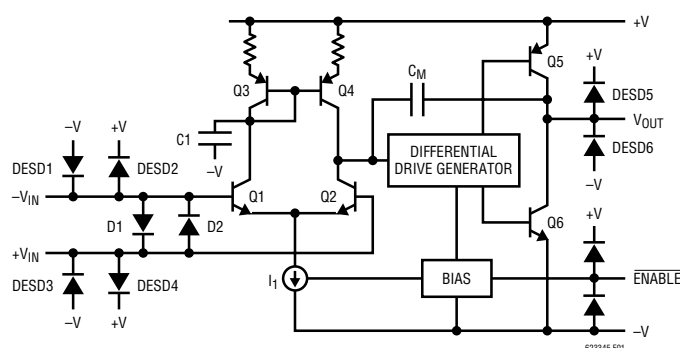 +V
Q3
Q4
Q5
CM
+V
DESD5
C1
VOUT
–V
DIFFERENTIAL
DRIVE GENERATOR
DESD6
–V
+V
DESD1
DESD2
–V
–VIN
Q1
Q2
Q6
+V
D1
D2
+VIN
I1
BIAS
ENABLE
DESD3
DESD4
–V
+V
–V
623345 F01